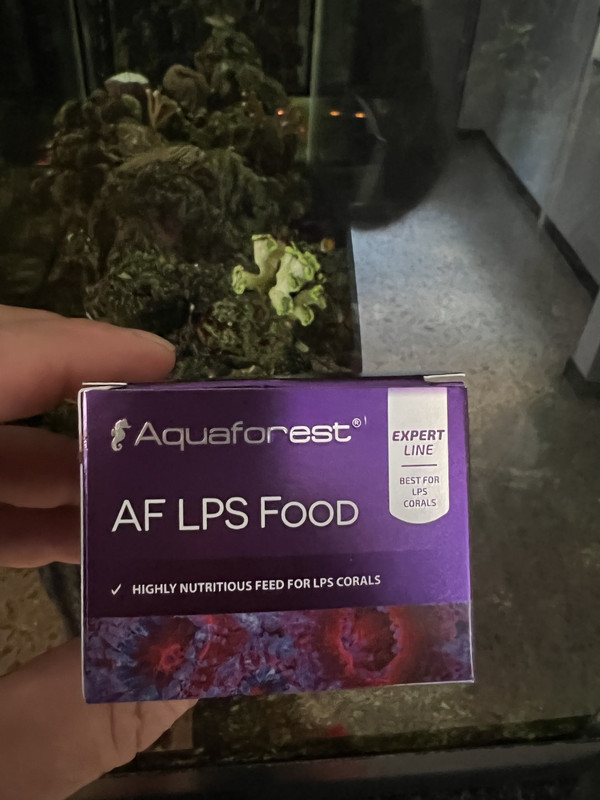 Aquaforest®
EXPERT
LINE
BEST FOR
LPS
CORALS
AF LPS FOOD
✓ HIGHLY NUTRITIOUS FEED FOR LPS CORALS